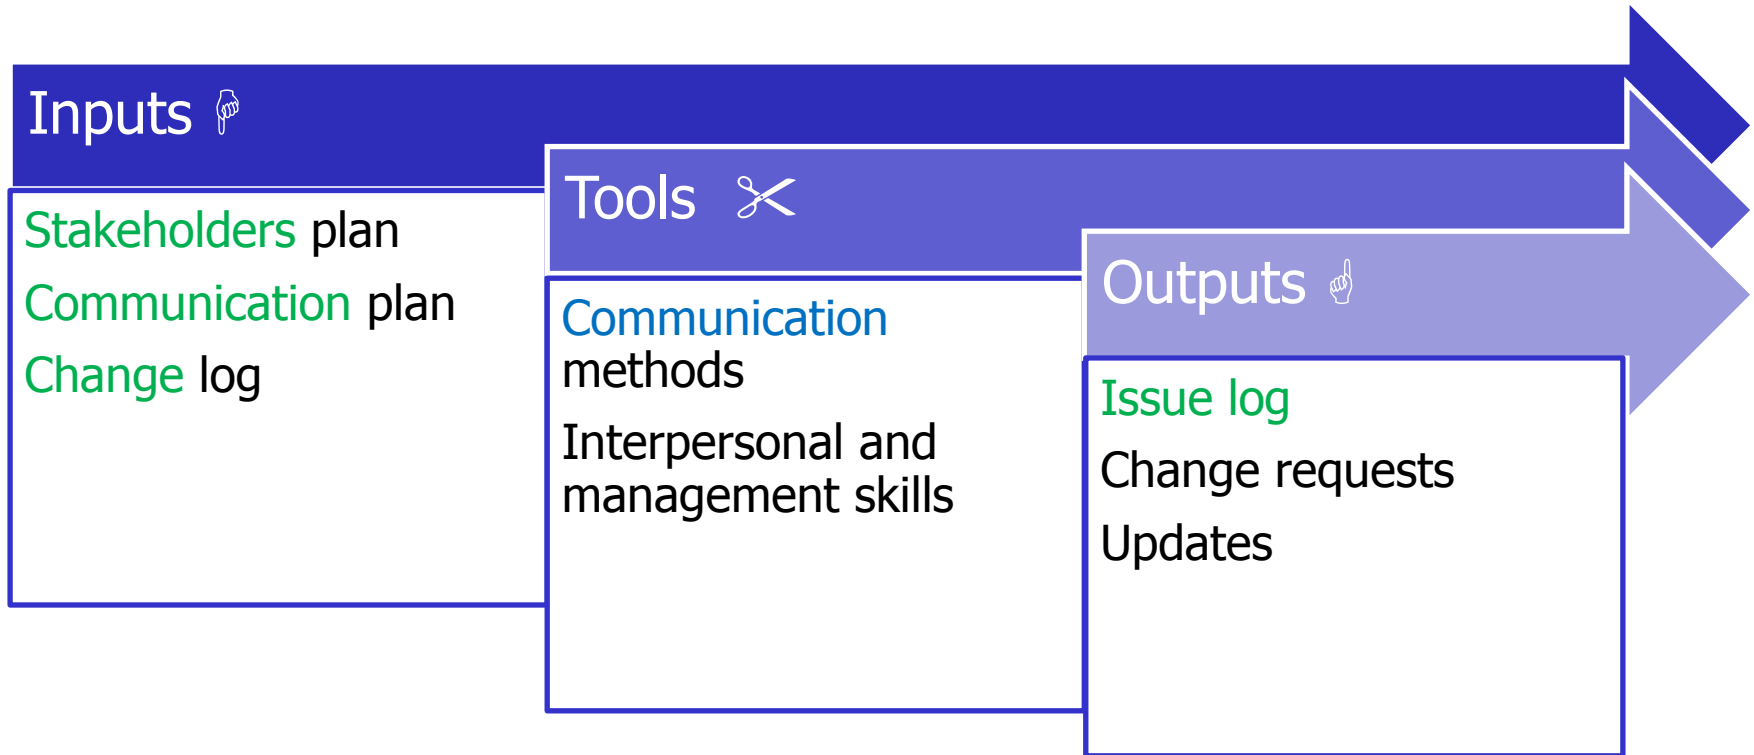 Inputs
Stakeholders plan
Communication plan
Change log
Tools
Communication
methods
Interpersonal and
management skills
Outputs
Issue log
Change requests
Updates